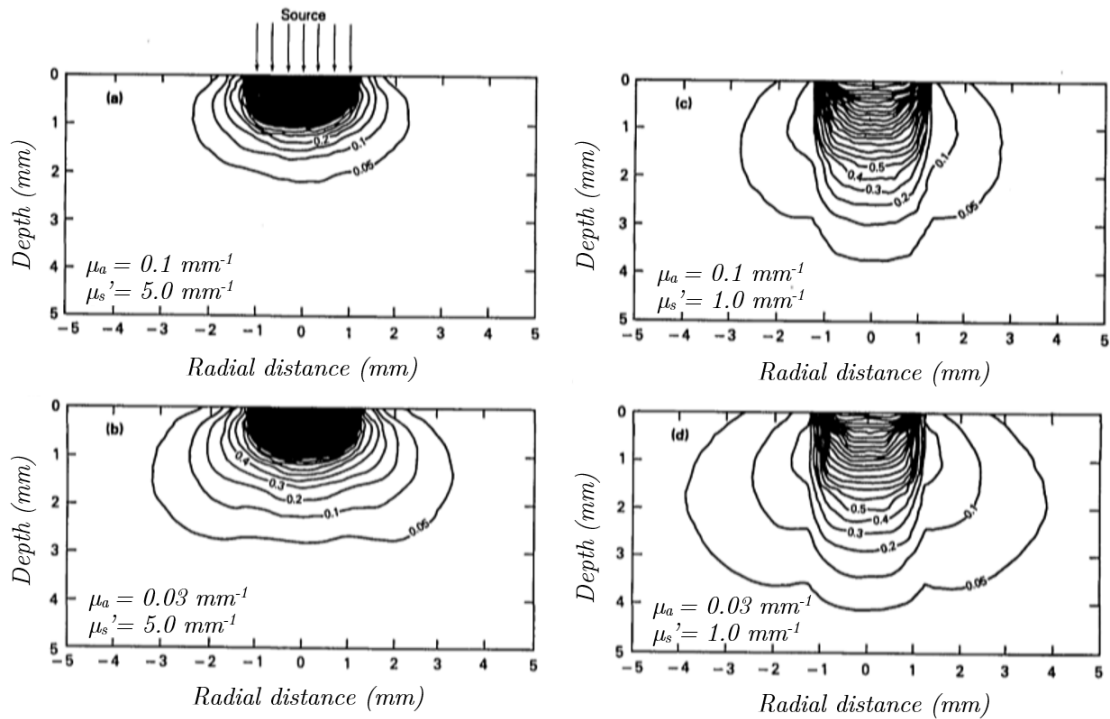 Source
(a)
0
1
2
3
4
5
Depth (mm)
0.2
0.1
0.05
μa = 0.1 mm-1
μs'= 5.0 mm-1
−5 −4 −3 −2 −1 0 1 2 3 4 5
Radial distance (mm)
(c)
0
1
2
3
4
5
Depth (mm)
0.5
0.4
0.3
0.2
0.1
0.05
μa = 0.1 mm-1
μs'= 1.0 mm-1
−5 −4 −3 −2 −1 0 1 2 3 4 5
Radial distance (mm)
(b)
0
1
2
3
4
5
Depth (mm)
0.4
0.3
0.2
0.1
0.05
μa = 0.03 mm-1
μs'= 5.0 mm-1
−5 −4 −3 −2 −1 0 1 2 3 4 5
Radial distance (mm)
(d)
0
1
2
3
4
5
Depth (mm)
0.5
0.4
0.3
0.2
0.1
0.05
μa = 0.03 mm-1
μs'= 1.0 mm-1
−5 −4 −3 −2 −1 0 1 2 3 4 5
Radial distance (mm)